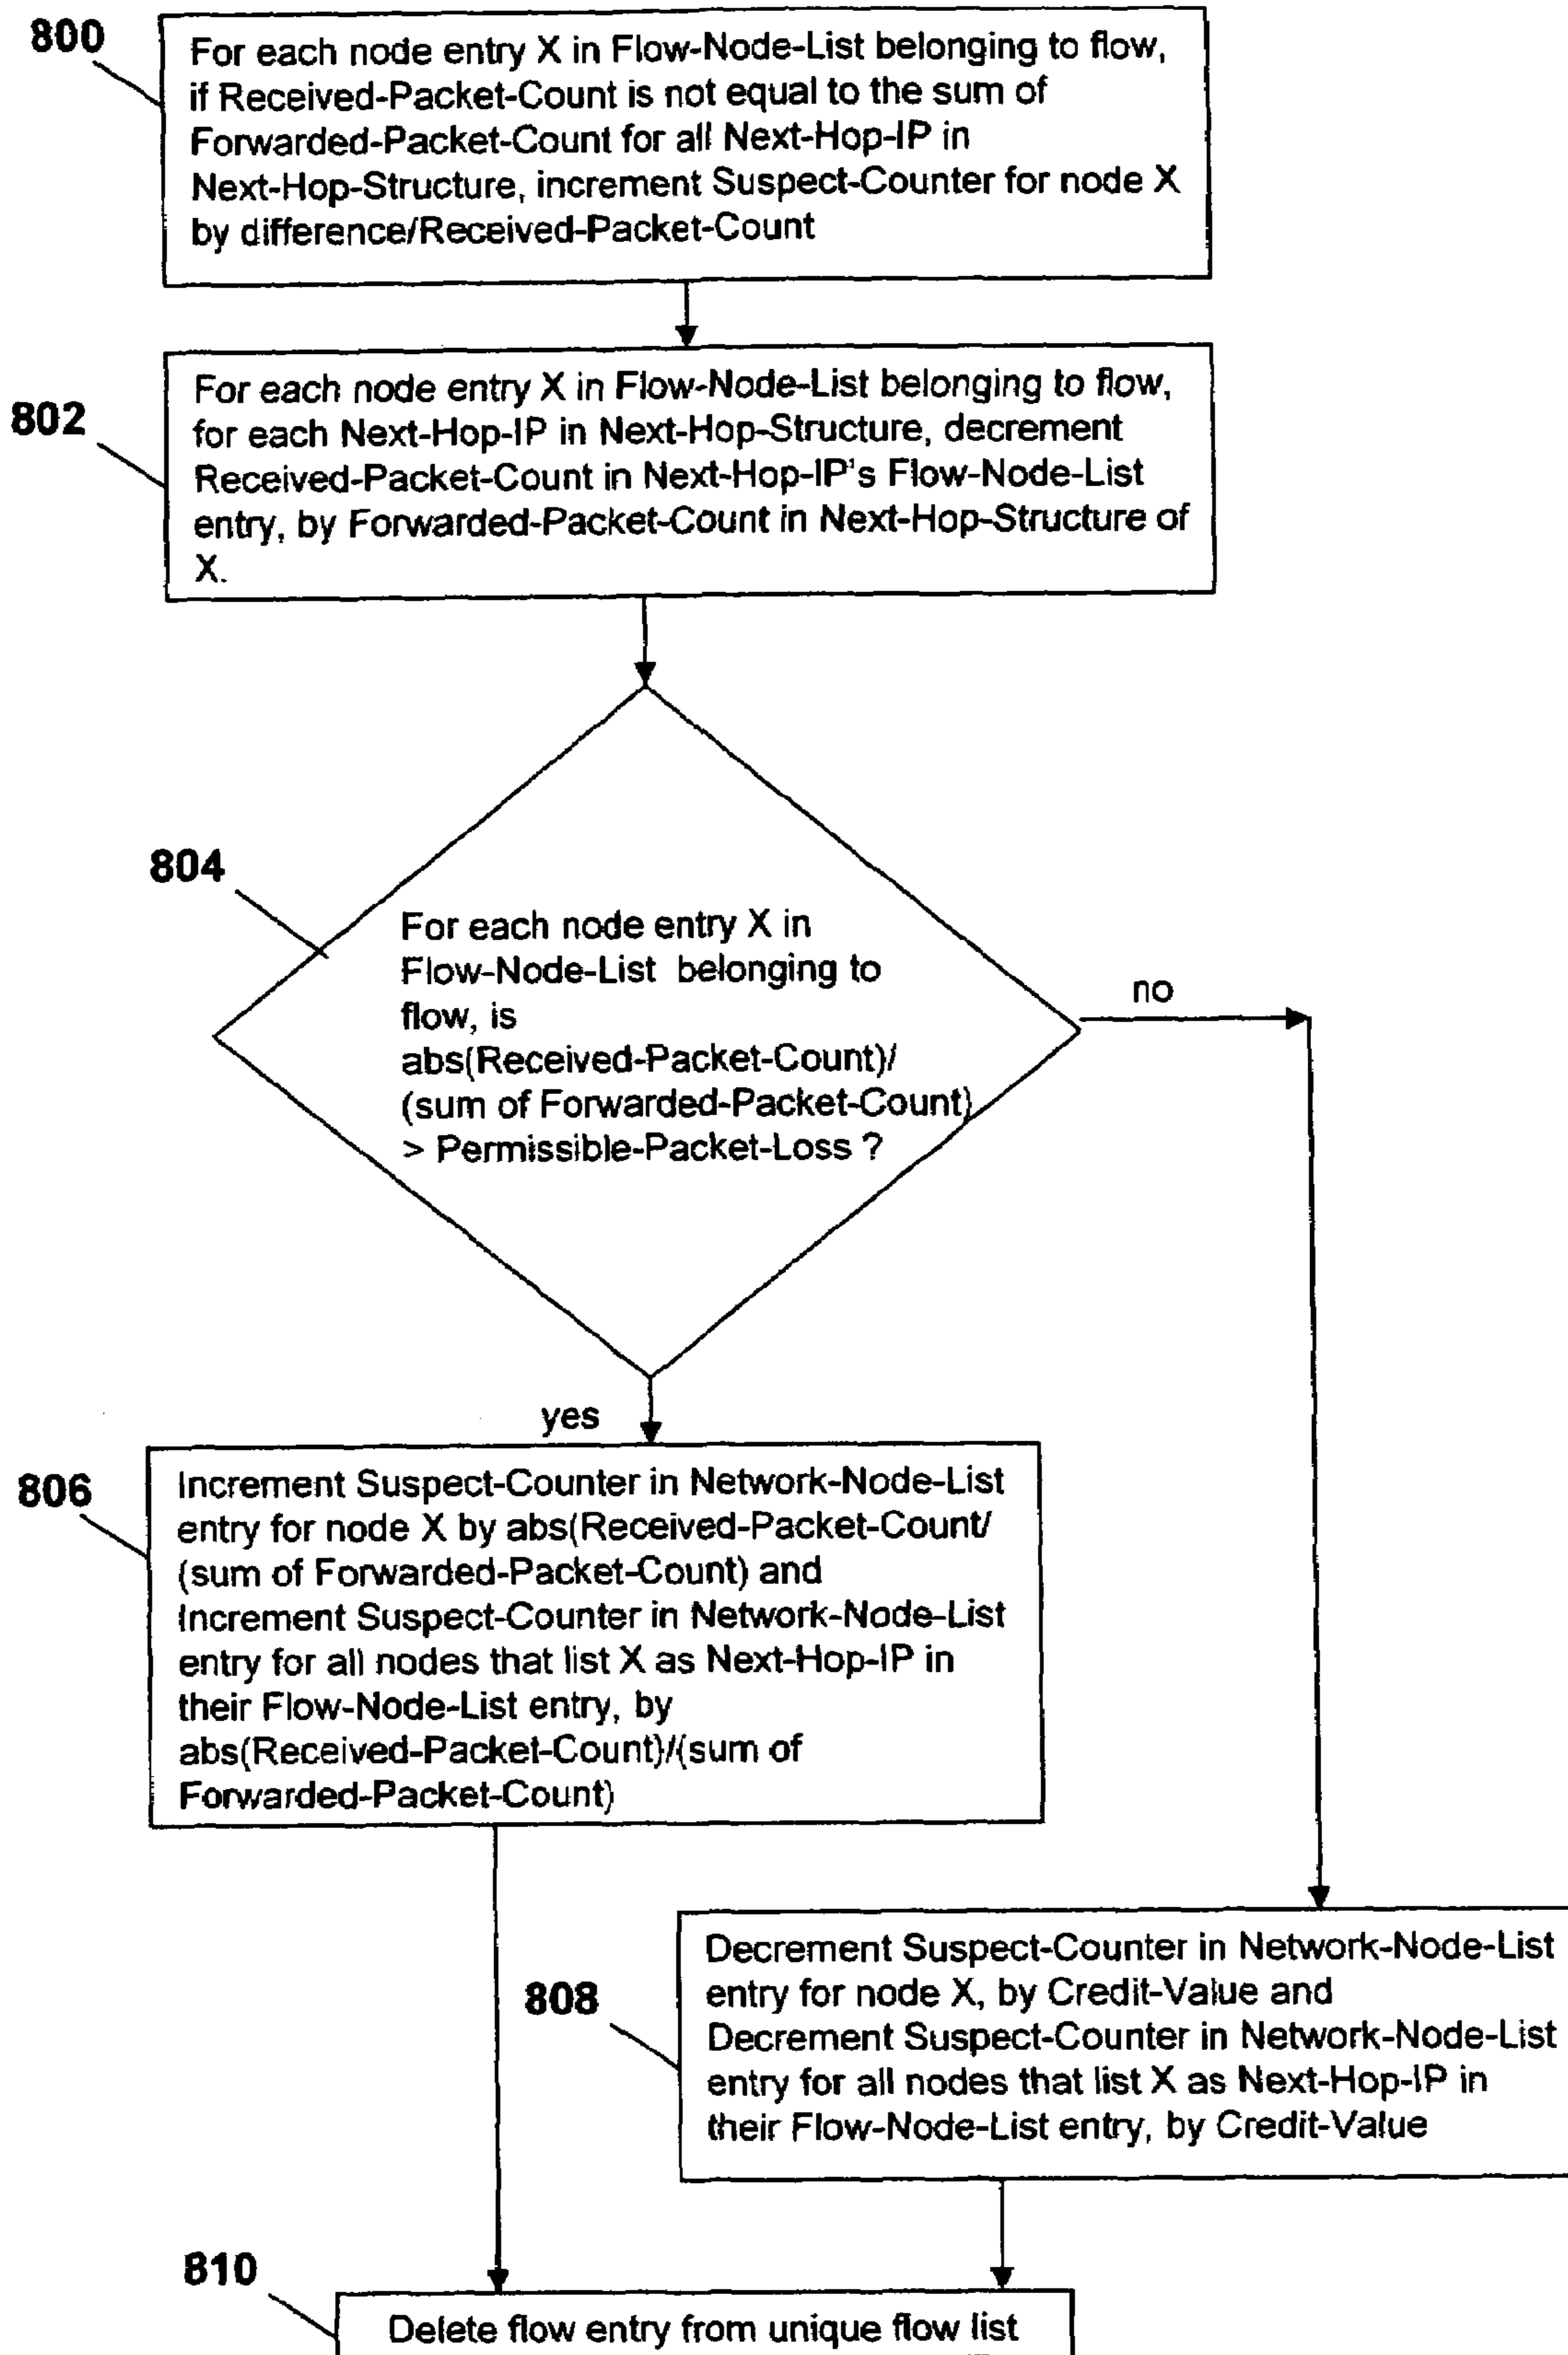 800
For each node entry X in Flow-Node-List belonging to flow,
if Received-Packet-Count is not equal to the sum of
Forwarded-Packet-Count for all Next-Hop-IP in
Next-Hop-Structure, increment Suspect-Counter for node X
by difference/Received-Packet-Count
802
For each node entry X in Flow-Node-List belonging to flow,
for each Next-Hop-IP in Next-Hop-Structure, decrement
Received-Packet-Count in Next-Hop-IP's Flow-Node-List
entry, by Forwarded-Packet-Count in Next-Hop-Structure of
X.
804
For each node entry X in
Flow-Node-List belonging to
flow, is
abs(Received-Packet-Count)/
(sum of Forwarded-Packet-Count)
> Permissible-Packet-Loss ?
no
yes
806
Increment Suspect-Counter in Network-Node-List
entry for node X by abs(Received-Packet-Count/
(sum of Forwarded-Packet-Count) and
Increment Suspect-Counter in Network-Node-List
entry for all nodes that list X as Next-Hop-IP in
their Flow-Node-List entry, by
abs(Received-Packet-Count)/(sum of
Forwarded-Packet-Count)
808
Decrement Suspect-Counter in Network-Node-List
entry for node X, by Credit-Value and
Decrement Suspect-Counter in Network-Node-List
entry for all nodes that list X as Next-Hop-IP in
their Flow-Node-List entry, by Credit-Value
810
Delete flow entry from unique flow list